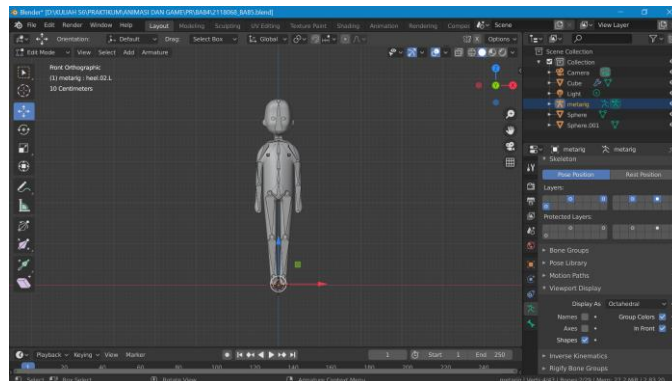 Blender* [D:\KULIAH S6\PRAKTIKUM\ANIMASI DAN GAME\PR\BAB4\2118068_BAB5.blend]
File Edit Render Window Help Layout Modeling Sculpting UV Editing Texture Paint Shading Animation Rendering Compos Scene View Layer
Orientation: Default Drag: Select Box Global Options
Edit Mode View Select Add Armature
Front Orthographic
(1) metarig : heel.02.L
10 Centimeters
Scene Collection
Collection
Camera
Cube
Light
metarig
Sphere
Sphere.001
metarig metarig
Skeleton
Pose Position Rest Position
Layers:
Protected Layers:
Bone Groups
Pose Library
Motion Paths
Viewport Display
Display As Octahedral
Names Group Colors
Axes In Front
Shapes
Inverse Kinematics
Rigify Bone Groups
Playback Keying View Marker 1 Start 1 End 250
Select Box Select Rotate View Armature Context Menu